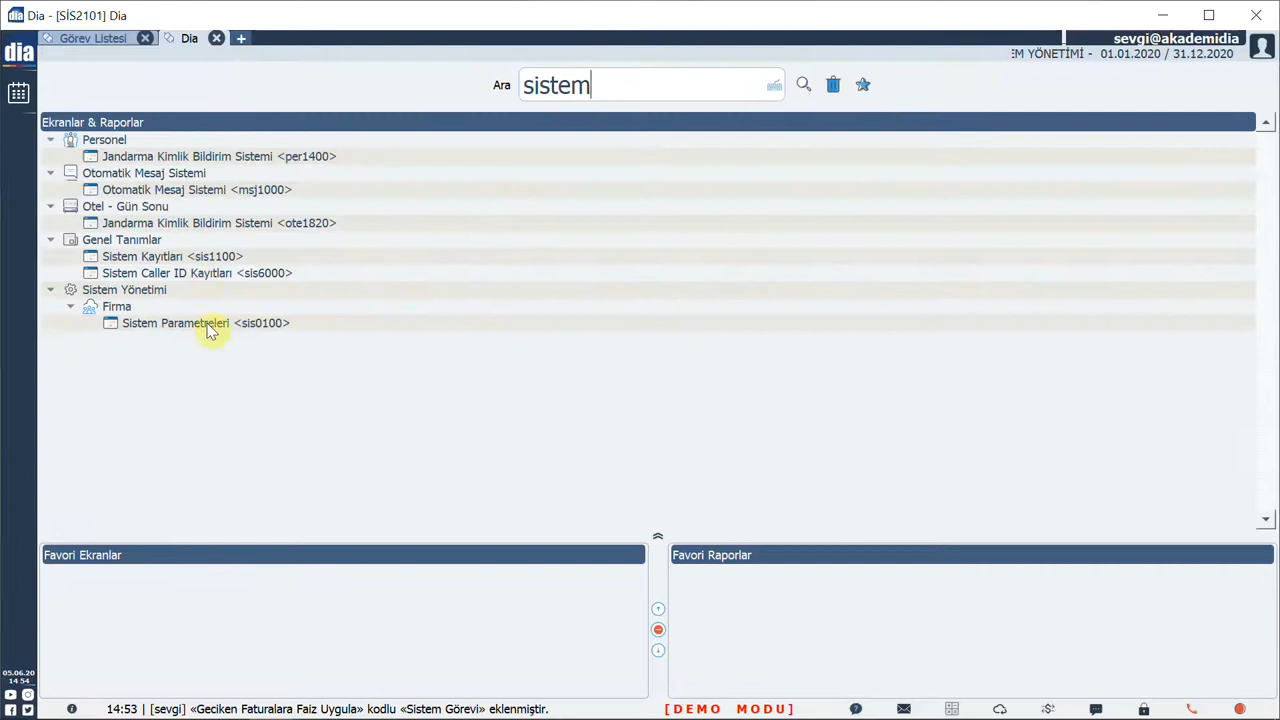 Dia - [SİS2101] Dia
dia
Görev Listesi
Dia
sevgi@akademidia
:M YÖNETİMİ - 01.01.2020 / 31.12.2020
Ara
sistem
Ekranlar & Raporlar
Personel
Jandarma Kimlik Bildirim Sistemi <per1400>
Otomatik Mesaj Sistemi
Otomatik Mesaj Sistemi <msj1000>
Otel - Gün Sonu
Jandarma Kimlik Bildirim Sistemi <ote1820>
Genel Tanımlar
Sistem Kayıtları <sis1100>
Sistem Caller ID Kayıtları <sis6000>
Sistem Yönetimi
Firma
Sistem Parametreleri <sis0100>
Favori Ekranlar
Favori Raporlar
05.06.20
14 54
14:53 | [sevgi] «Geciken Faturalara Faiz Uygula» kodlu «Sistem Görevi» eklenmiştir.
[ D E M O M O D U ]